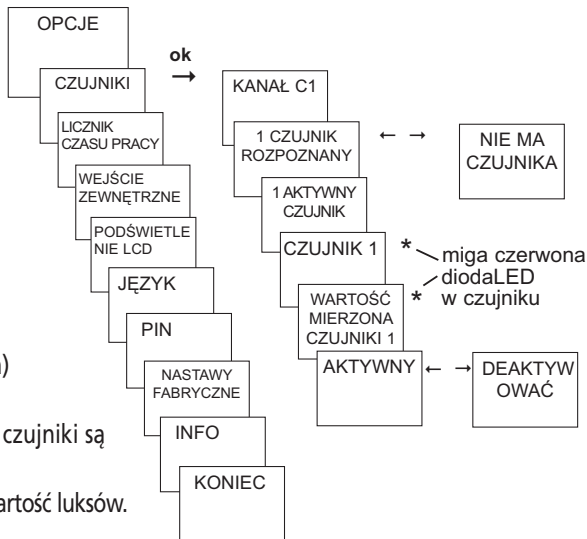 OPCJE
CZUJNIKI
LICZNIK
CZASU PRACY
WEJŚCIE
ZEWNĘTRZNE
PODŚWIETLE
NIE LCD
JĘZYK
PIN
NASTAWY
FABRYCZNE
INFO
KONIEC
ok
→
KANAŁ C1
1 CZUJNIK
ROZPOZNANY
← →
NIE MA
CZUJNIKA
1 AKTYWNY
CZUJNIK
CZUJNIK 1
*
miga czerwona
diodaLED
w czujniku
WARTOŚĆ
MIERZONA
CZUJNIKI 1
*
AKTYWNY
← →
DEAKTYW
OWAĆ
)
czujniki są
artość luksów.